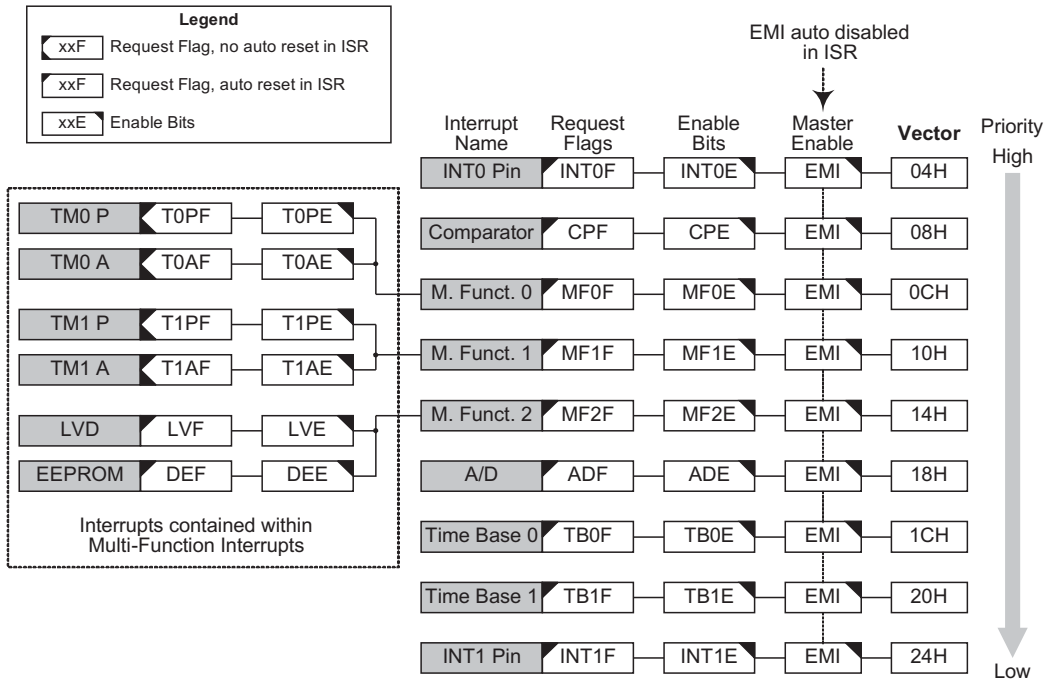 Legend
xxF Request Flag, no auto reset in ISR
xxF Request Flag, auto reset in ISR
xxE Enable Bits
EMI auto disabled
in ISR
Interrupt Name Request Flags Enable Bits Master Enable Vector Priority
High
INT0 Pin INT0F INT0E EMI 04H
Comparator CPF CPE EMI 08H
M. Funct. 0 MF0F MF0E EMI 0CH
M. Funct. 1 MF1F MF1E EMI 10H
M. Funct. 2 MF2F MF2E EMI 14H
A/D ADF ADE EMI 18H
Time Base 0 TB0F TB0E EMI 1CH
Time Base 1 TB1F TB1E EMI 20H
INT1 Pin INT1F INT1E EMI 24H
Low
TM0 P T0PF T0PE
TM0 A T0AF T0AE
TM1 P T1PF T1PE
TM1 A T1AF T1AE
LVD LVF LVE
EEPROM DEF DEE
Interrupts contained within
Multi-Function Interrupts